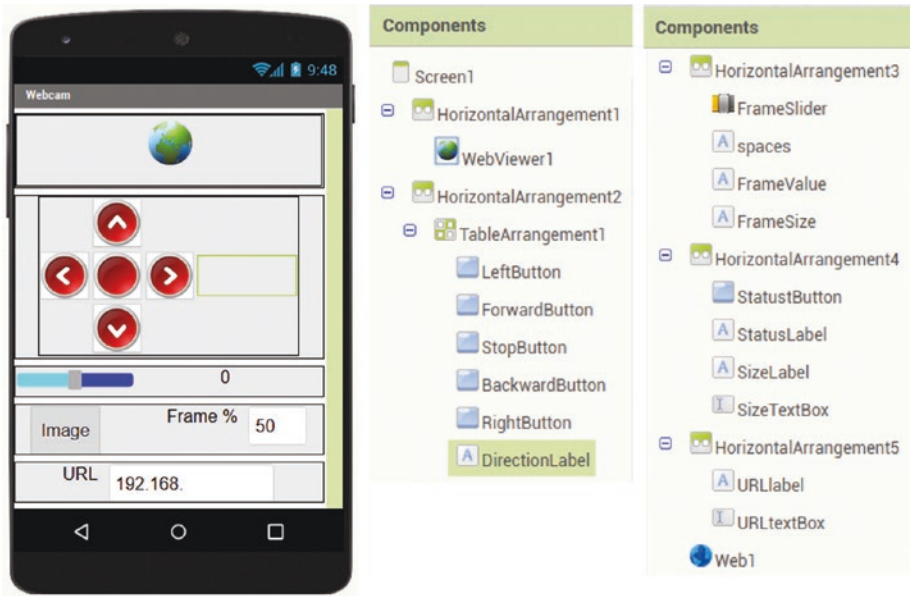 9:48
Webcam
0
Image
Frame %
50
URL
192.168.
Components
Screen1
HorizontalArrangement1
WebViewer1
HorizontalArrangement2
TableArrangement1
LeftButton
ForwardButton
StopButton
BackwardButton
RightButton
A DirectionLabel
Components
HorizontalArrangement3
FrameSlider
A spaces
A FrameValue
A FrameSize
HorizontalArrangement4
StatustButton
A StatusLabel
A SizeLabel
SizeTextBox
HorizontalArrangement5
A URLlabel
URLtextBox
Web1